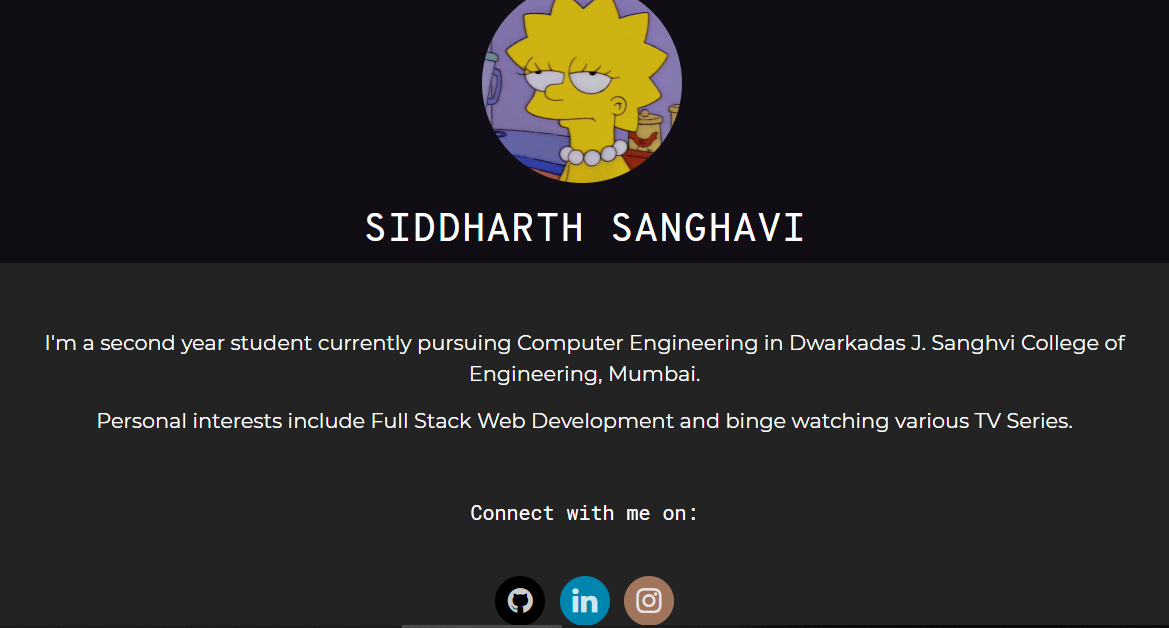 SIDDHARTH SANGHAVI
I'm a second year student currently pursuing Computer Engineering in Dwarkadas J. Sanghvi College of
Engineering, Mumbai.
Personal interests include Full Stack Web Development and binge watching various TV Series.
Connect with me on:
in